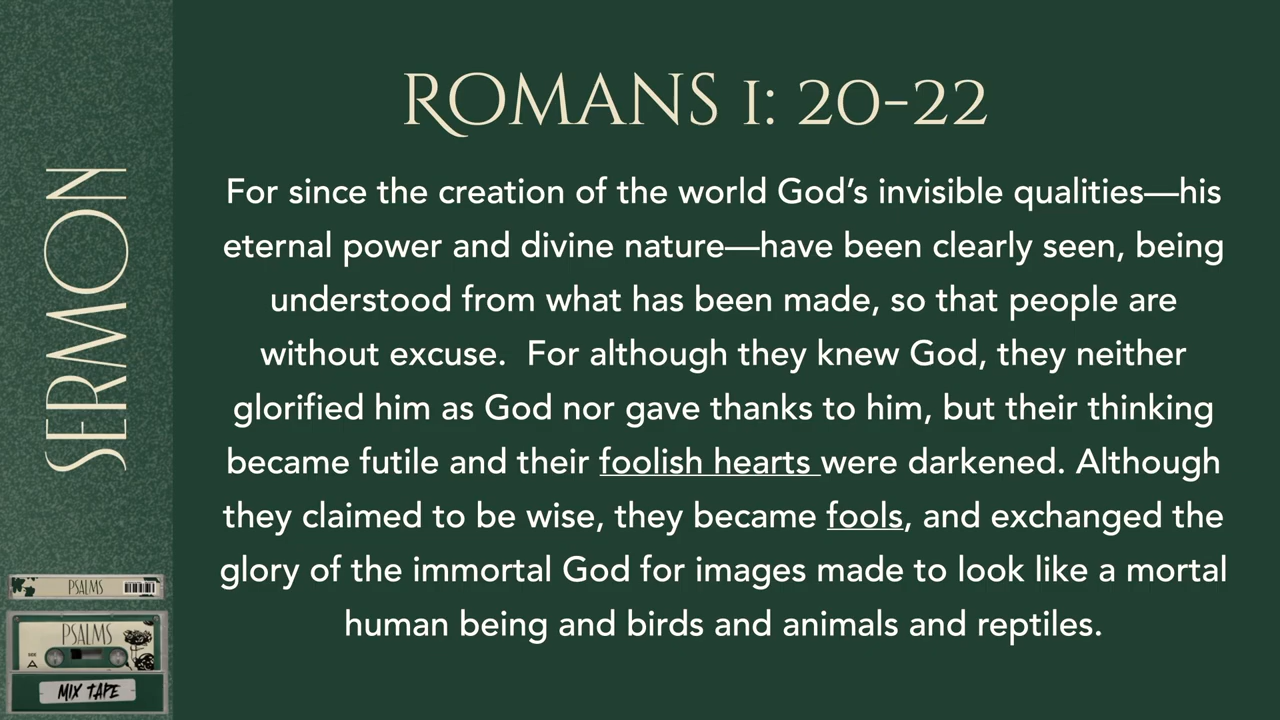 SERMON
ROMANS 1: 20-22
For since the creation of the world God’s invisible qualities—his
eternal power and divine nature—have been clearly seen, being
understood from what has been made, so that people are
without excuse.  For although they knew God, they neither
glorified him as God nor gave thanks to him, but their thinking
became futile and their foolish hearts were darkened. Although
they claimed to be wise, they became fools, and exchanged the
glory of the immortal God for images made to look like a mortal
human being and birds and animals and reptiles.
PSALMS
PSALMS
SIDE
A
MIX TAPE